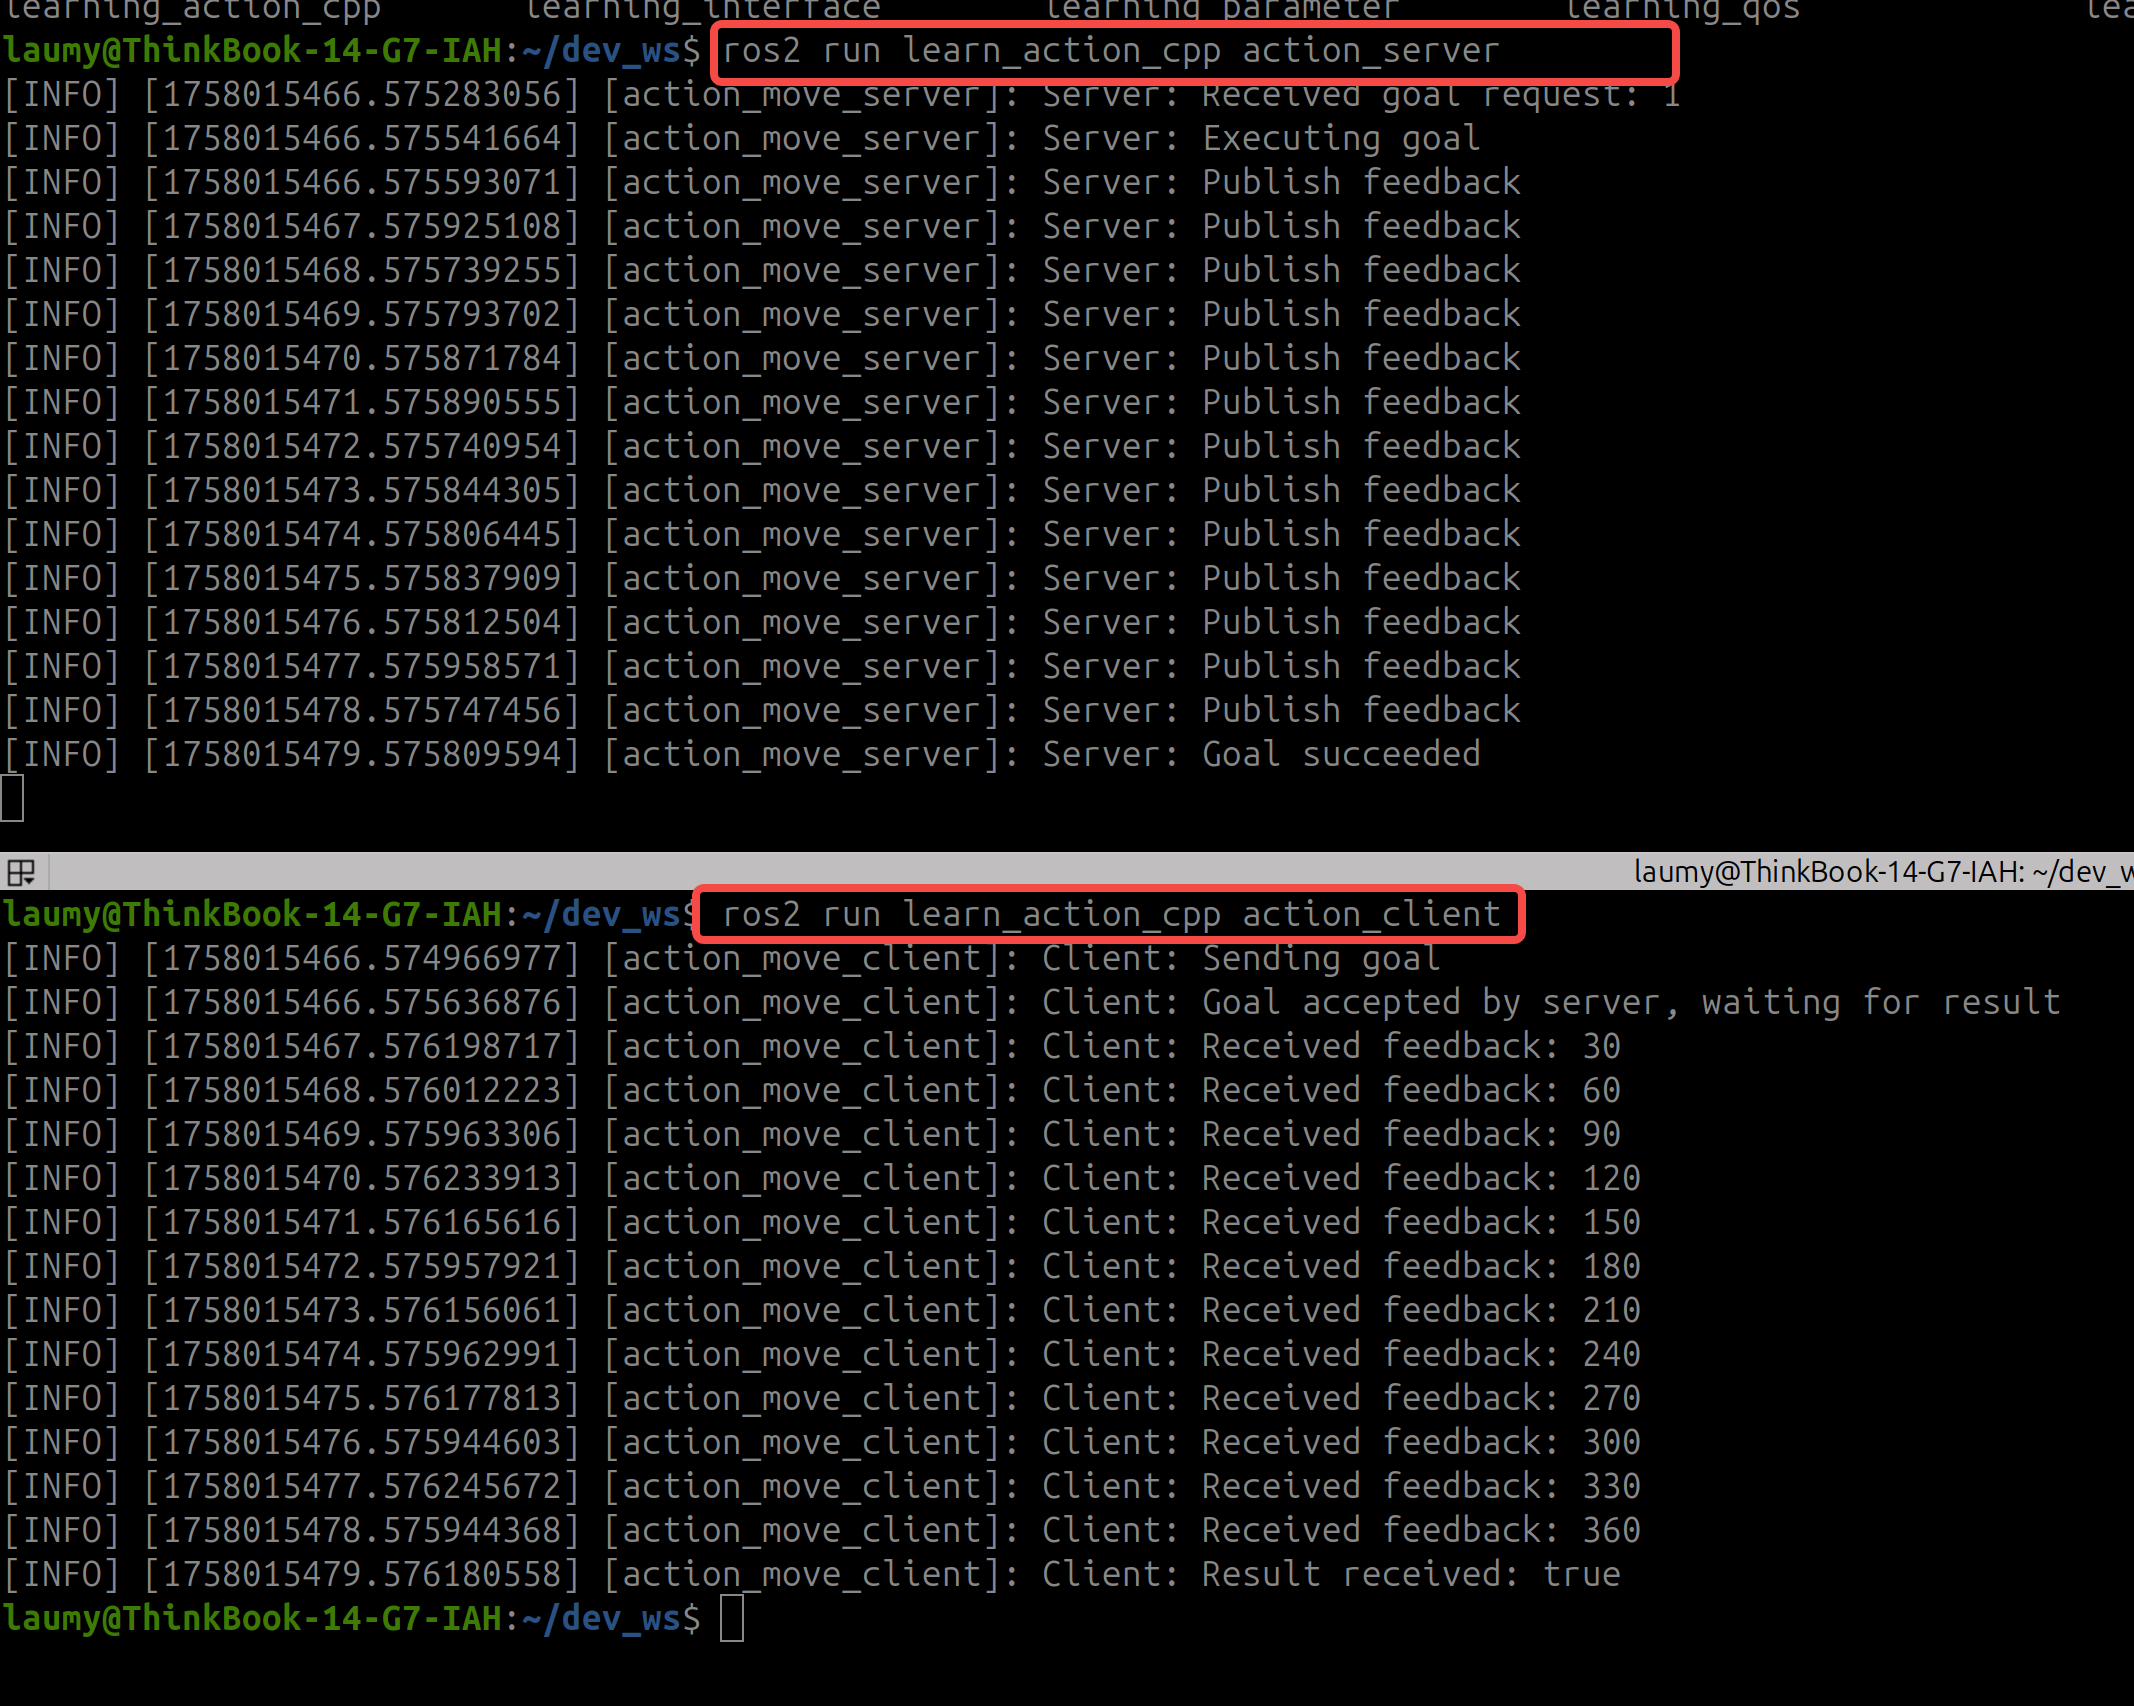 learning_action_cpp learning_interface learning_parameter learning_qos
laumy@ThinkBook-14-G7-IAH:~/dev_ws$ ros2 run learn_action_cpp action_server
[INFO] [1758015466.575283056] [action_move_server]: Server: Received goal request: 1
[INFO] [1758015466.575541664] [action_move_server]: Server: Executing goal
[INFO] [1758015466.575593071] [action_move_server]: Server: Publish feedback
[INFO] [1758015467.575925108] [action_move_server]: Server: Publish feedback
[INFO] [1758015468.575739255] [action_move_server]: Server: Publish feedback
[INFO] [1758015469.575793702] [action_move_server]: Server: Publish feedback
[INFO] [1758015470.575871784] [action_move_server]: Server: Publish feedback
[INFO] [1758015471.575890555] [action_move_server]: Server: Publish feedback
[INFO] [1758015472.575740954] [action_move_server]: Server: Publish feedback
[INFO] [1758015473.575844305] [action_move_server]: Server: Publish feedback
[INFO] [1758015474.575806445] [action_move_server]: Server: Publish feedback
[INFO] [1758015475.575837909] [action_move_server]: Server: Publish feedback
[INFO] [1758015476.575812504] [action_move_server]: Server: Publish feedback
[INFO] [1758015477.575958571] [action_move_server]: Server: Publish feedback
[INFO] [1758015478.575747456] [action_move_server]: Server: Publish feedback
[INFO] [1758015479.575809594] [action_move_server]: Server: Goal succeeded
laumy@ThinkBook-14-G7-IAH: ~/dev_w
laumy@ThinkBook-14-G7-IAH:~/dev_ws$ ros2 run learn_action_cpp action_client
[INFO] [1758015466.574966977] [action_move_client]: Client: Sending goal
[INFO] [1758015466.575636876] [action_move_client]: Client: Goal accepted by server, waiting for result
[INFO] [1758015467.576198717] [action_move_client]: Client: Received feedback: 30
[INFO] [1758015468.576012223] [action_move_client]: Client: Received feedback: 60
[INFO] [1758015469.575963306] [action_move_client]: Client: Received feedback: 90
[INFO] [1758015470.576233913] [action_move_client]: Client: Received feedback: 120
[INFO] [1758015471.576165616] [action_move_client]: Client: Received feedback: 150
[INFO] [1758015472.575957921] [action_move_client]: Client: Received feedback: 180
[INFO] [1758015473.576156061] [action_move_client]: Client: Received feedback: 210
[INFO] [1758015474.575962991] [action_move_client]: Client: Received feedback: 240
[INFO] [1758015475.576177813] [action_move_client]: Client: Received feedback: 270
[INFO] [1758015476.575944603] [action_move_client]: Client: Received feedback: 300
[INFO] [1758015477.576245672] [action_move_client]: Client: Received feedback: 330
[INFO] [1758015478.575944368] [action_move_client]: Client: Received feedback: 360
[INFO] [1758015479.576180558] [action_move_client]: Client: Result received: true
laumy@ThinkBook-14-G7-IAH:~/dev_ws$